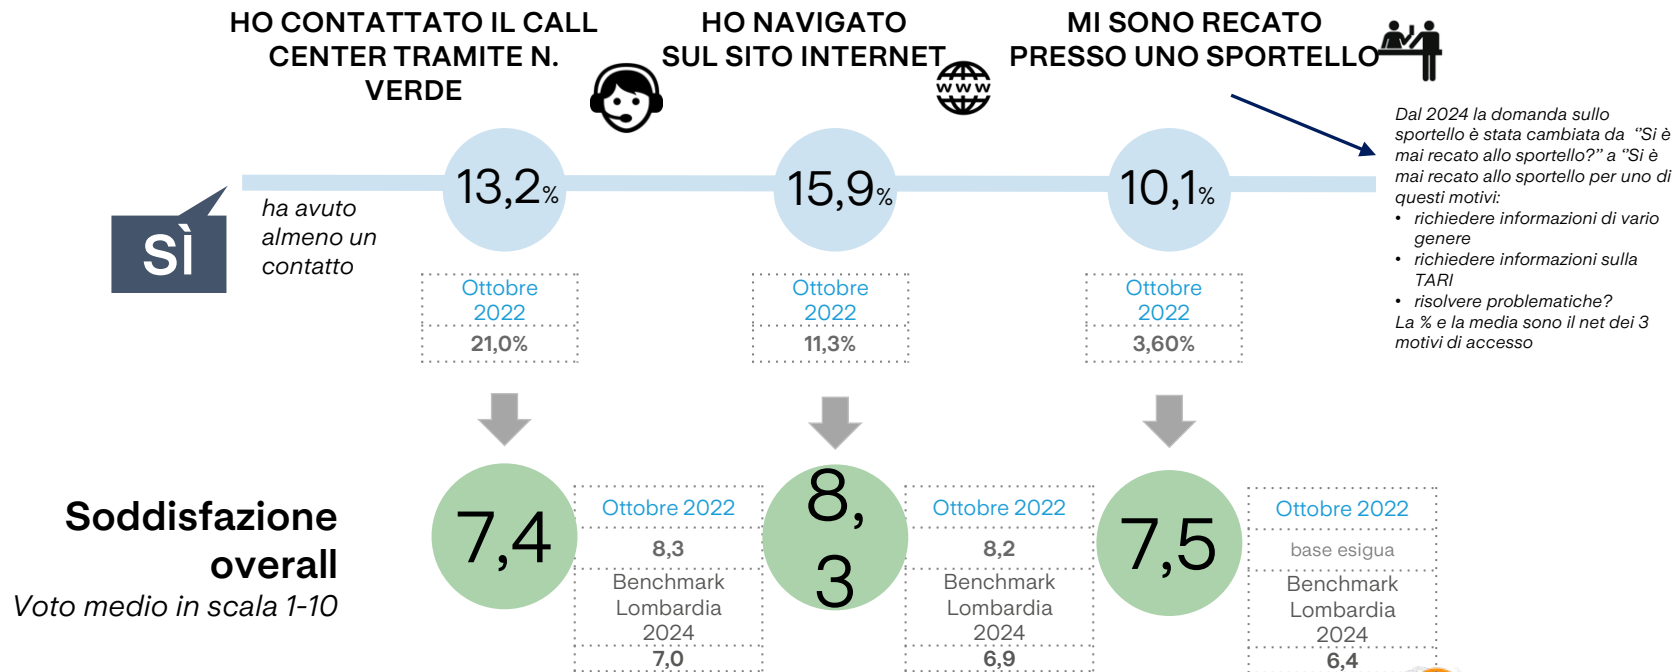 HO CONTATTATO IL CALL
CENTER TRAMITE N.
VERDE
HO NAVIGATO
SUL SITO INTERNET
WWW
MI SONO RECATO
PRESSO UNO SPORTELLO
Dal 2024 la domanda sullo
sportello è stata cambiata da “Si è
mai recato allo sportello?” a “Si è
mai recato allo sportello per uno di
questi motivi:
• richiedere informazioni di vario
genere
• richiedere informazioni sulla
TARI
• risolvere problematiche?
La % e la media sono il net dei 3
motivi di accesso
SÌ
ha avuto
almeno un
contatto
13,2%
15,9%
10,1%
Ottobre
2022
21,0%
Ottobre
2022
11,3%
Ottobre
2022
3,60%
Soddisfazione
overall
Voto medio in scala 1-10
7,4
Ottobre 2022
8,3
Benchmark
Lombardia
2024
7,0
8,
3
Ottobre 2022
8,2
Benchmark
Lombardia
2024
6,9
7,5
Ottobre 2022
base esigua
Benchmark
Lombardia
2024
6,4